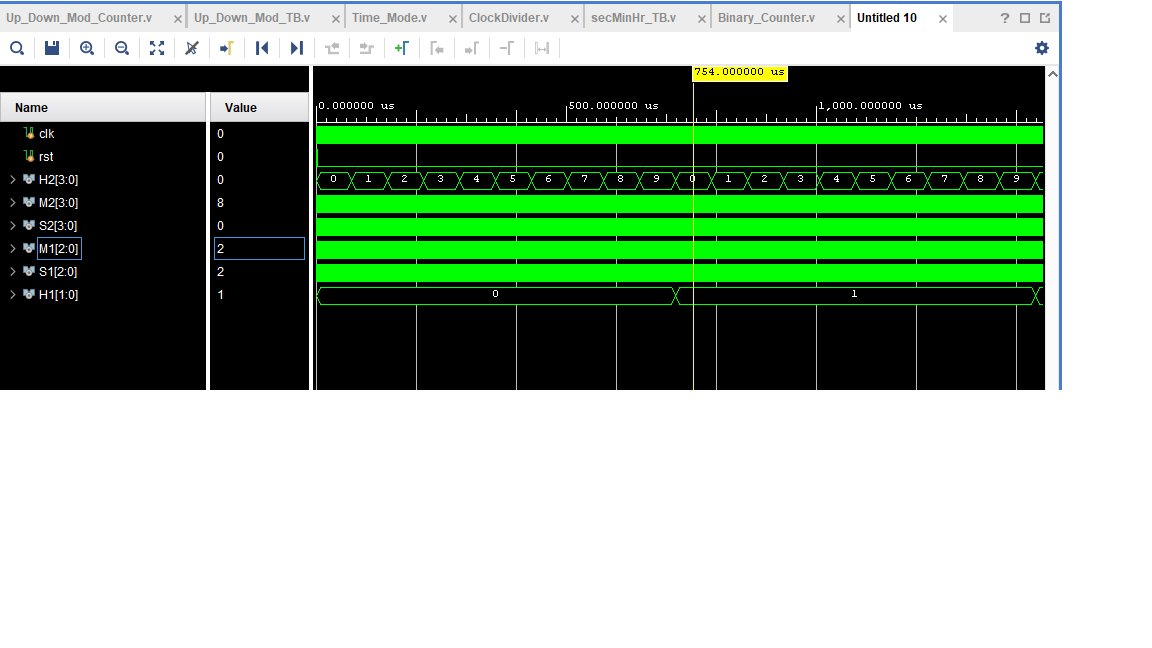 Up_Down_Mod_Counter.v Up_Down_Mod_TB.v Time_Mode.v ClockDivider.v secMinHr_TB.v Binary_Counter.v Untitled 10
754.000000 us
Name Value 0.000000 us 500.000000 us 1,000.000000 us
clk 0
rst 0
H2[3:0] 0 0 1 2 3 4 5 6 7 8 9 0 1 2 3 4 5 6 7 8 9
M2[3:0] 8
S2[3:0] 0
M1[2:0] 2
S1[2:0] 2
H1[1:0] 1 0 1